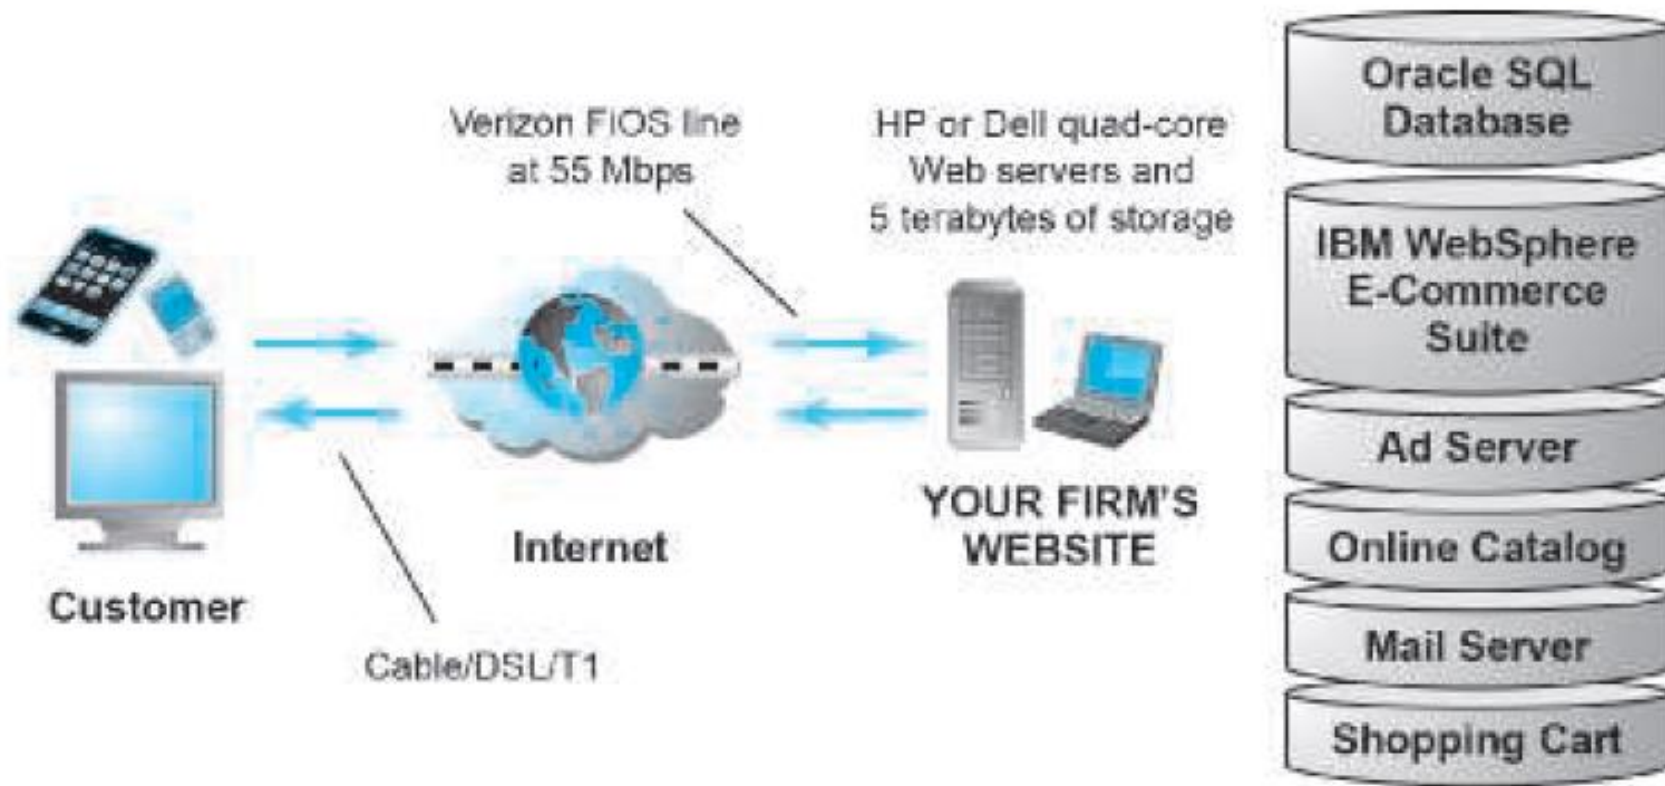 Verizon FiOS line
at 55 Mbps
HP or Dell quad-core
Web servers and
5 terabytes of storage
Customer
Internet
YOUR FIRM'S
WEBSITE
Cable/DSL/T1
Oracle SQL
Database
IBM WebSphere
E-Commerce
Suite
Ad Server
Online Catalog
Mail Server
Shopping Cart